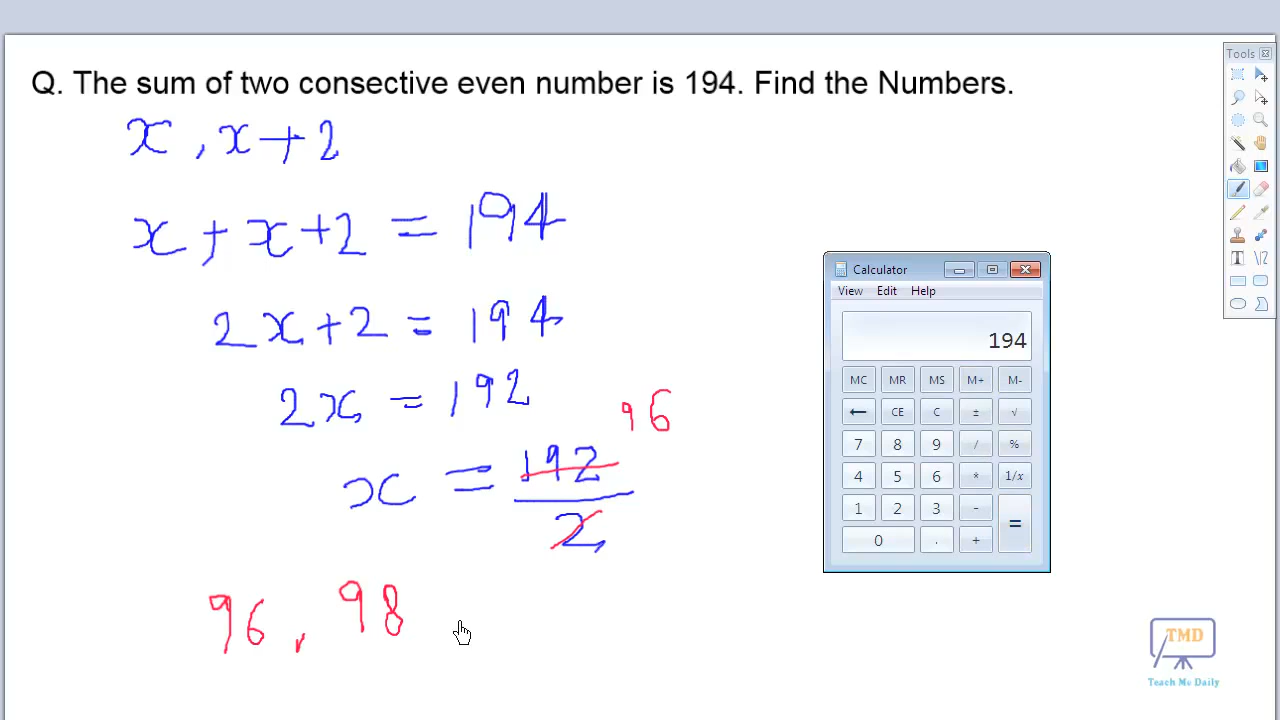 Q. The sum of two consective even number is 194. Find the Numbers.
x, x+2
x + x+2 = 194
2x+2 = 194
2x = 192
96
x = 192
2
96, 98
Tools
Calculator
View Edit Help
194
MC MR MS M+ M-
← CE C ± √
7 8 9 / %
4 5 6 * 1/x
1 2 3 - =
0 . +
TMD
Teach Me Daily